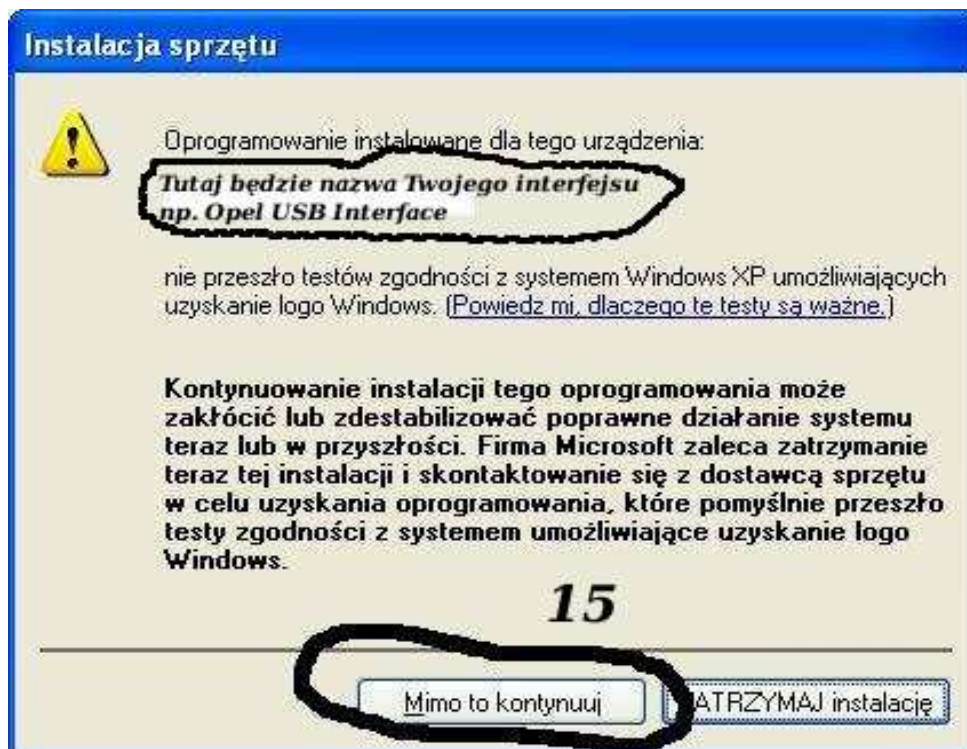 Instalacja sprzętu
Oprogramowanie instalowane dla tego urządzenia:
Tutaj będzie nazwa Twojego interfejsu
np. Opel USB Interface
nie przeszło testów zgodności z systemem Windows XP umożliwiających
uzyskanie logo Windows. (Powiedz mi, dlaczego te testy są ważne.)
Kontynuowanie instalacji tego oprogramowania może
zakłócić lub zdestabilizować poprawne działanie systemu
teraz lub w przyszłości. Firma Microsoft zaleca zatrzymanie
teraz tej instalacji i skontaktowanie się z dostawcą sprzętu
w celu uzyskania oprogramowania, które pomyślnie przeszło
testy zgodności z systemem umożliwiające uzyskanie logo
Windows.
15
Mimo to kontynuuj ZATRZYMAJ instalację